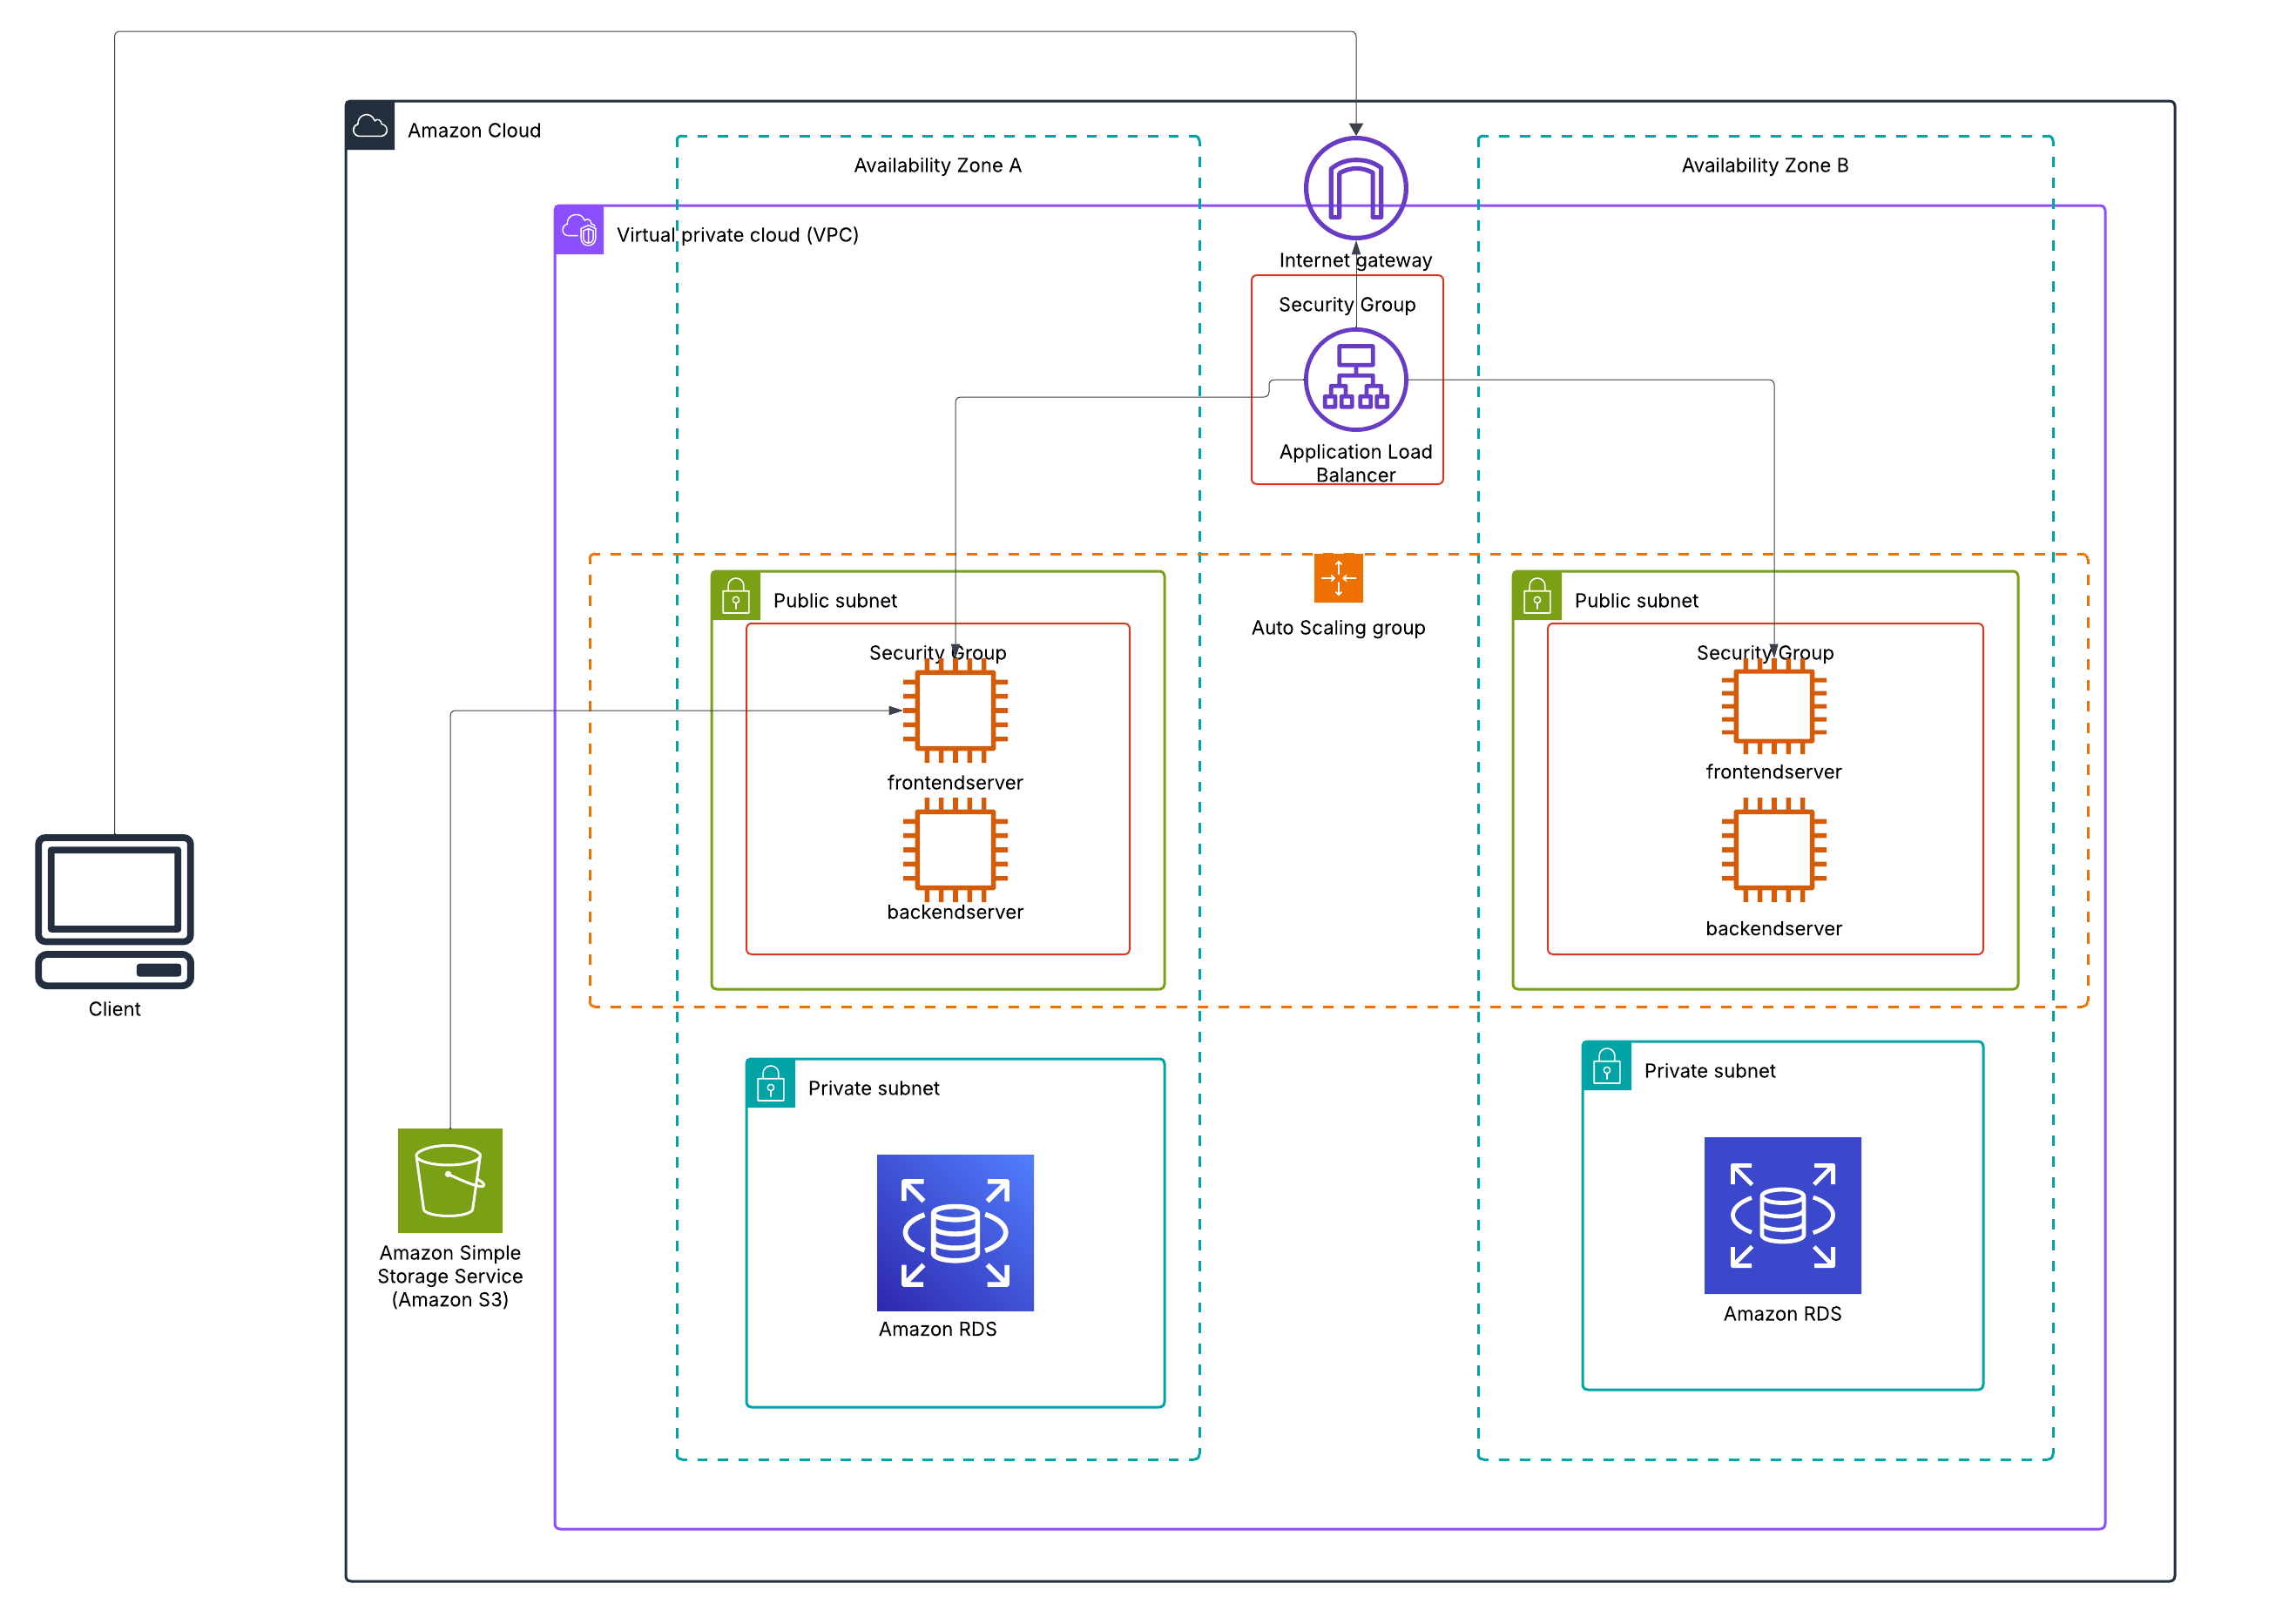 Amazon Cloud
Availability Zone A
Availability Zone B
Virtual private cloud (VPC)
Internet gateway
Security Group
Application Load
Balancer
Auto Scaling group
Public subnet
Security Group
frontendserver
backendserver
Public subnet
Security Group
frontendserver
backendserver
Client
Private subnet
Amazon RDS
Private subnet
Amazon RDS
Amazon Simple
Storage Service
(Amazon S3)